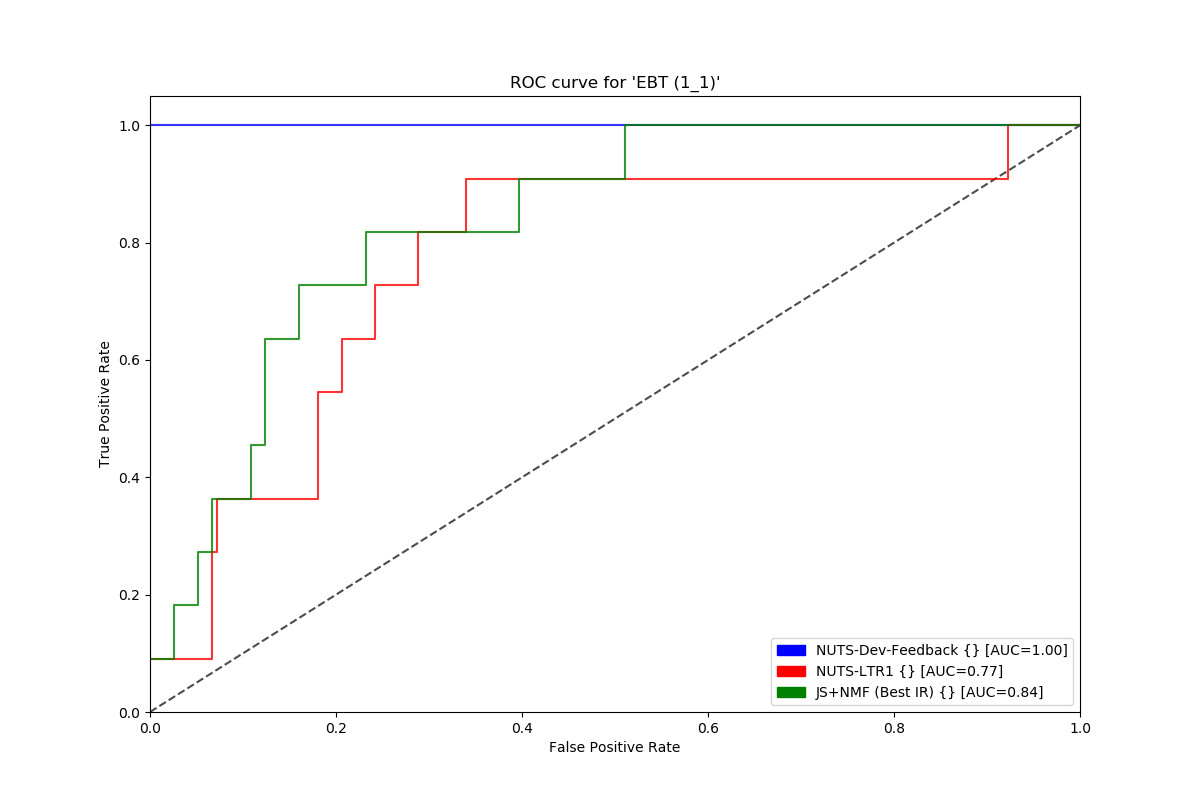 ROC curve for 'EBT (1_1)'
1.0
0.8
0.6
0.4
0.2
0.0
True Positive Rate
0.0 0.2 0.4 0.6 0.8 1.0
False Positive Rate
NUTS-Dev-Feedback {} [AUC=1.00]
NUTS-LTR1 {} [AUC=0.77]
JS+NMF (Best IR) {} [AUC=0.84]